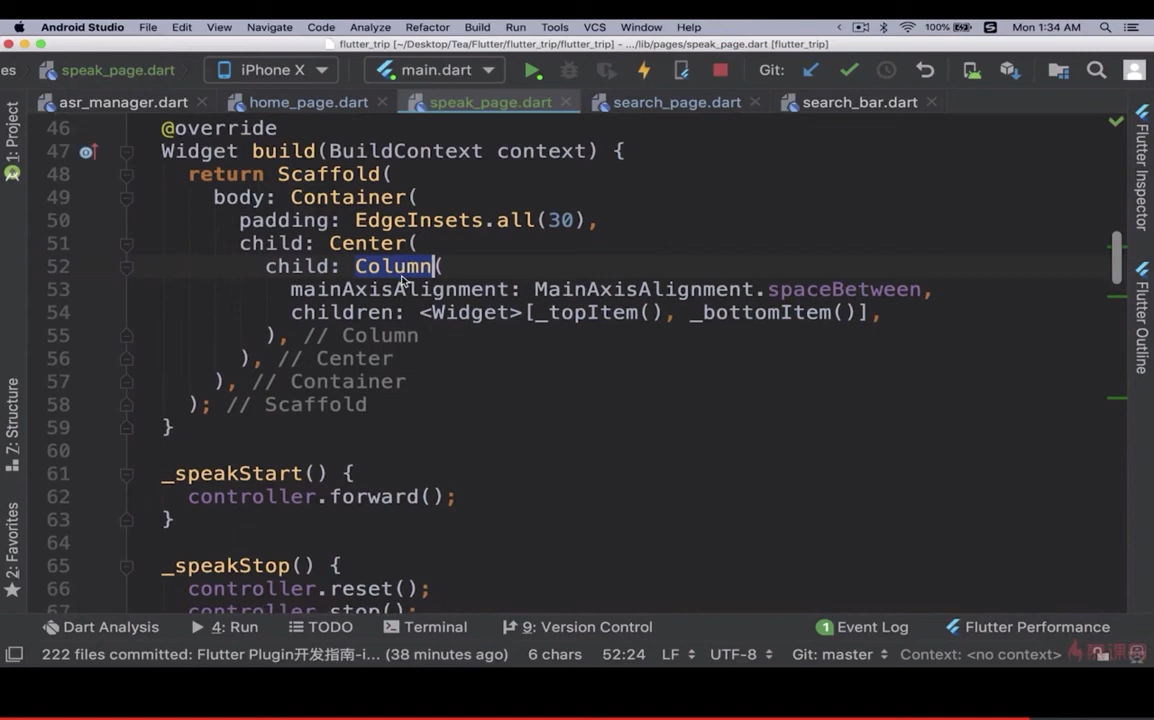 Android Studio File Edit View Navigate Code Analyze Refactor Build Run Tools VCS Window Help 100% Mon 1:34 AM
flutter_trip [~/Desktop/Tea/Flutter/flutter_trip/flutter_trip] - .../lib/pages/speak_page.dart [flutter_trip]
es speak_page.dart iPhone X main.dart Git:
asr_manager.dart home_page.dart speak_page.dart search_page.dart search_bar.dart
1: Project
Z: Structure
2: Favorites
46 @override
47 Widget build(BuildContext context) {
48 return Scaffold(
49 body: Container(
50 padding: EdgeInsets.all(30),
51 child: Center(
52 child: Column(
53 mainAxisAlignment: MainAxisAlignment.spaceBetween,
54 children: <Widget>[_topItem(), _bottomItem()],
55 ), // Column
56 ), // Center
57 ), // Container
58 ); // Scaffold
59 }
60
61 _speakStart() {
62 controller.forward();
63 }
64
65 _speakStop() {
66 controller.reset();
67 controller.stop();
Flutter Inspector
Flutter Outline
Dart Analysis 4: Run TODO Terminal 9: Version Control 1 Event Log Flutter Performance
222 files committed: Flutter Plugin开发指南-i... (38 minutes ago) 6 chars 52:24 LF UTF-8 Git: master Context: <no context>